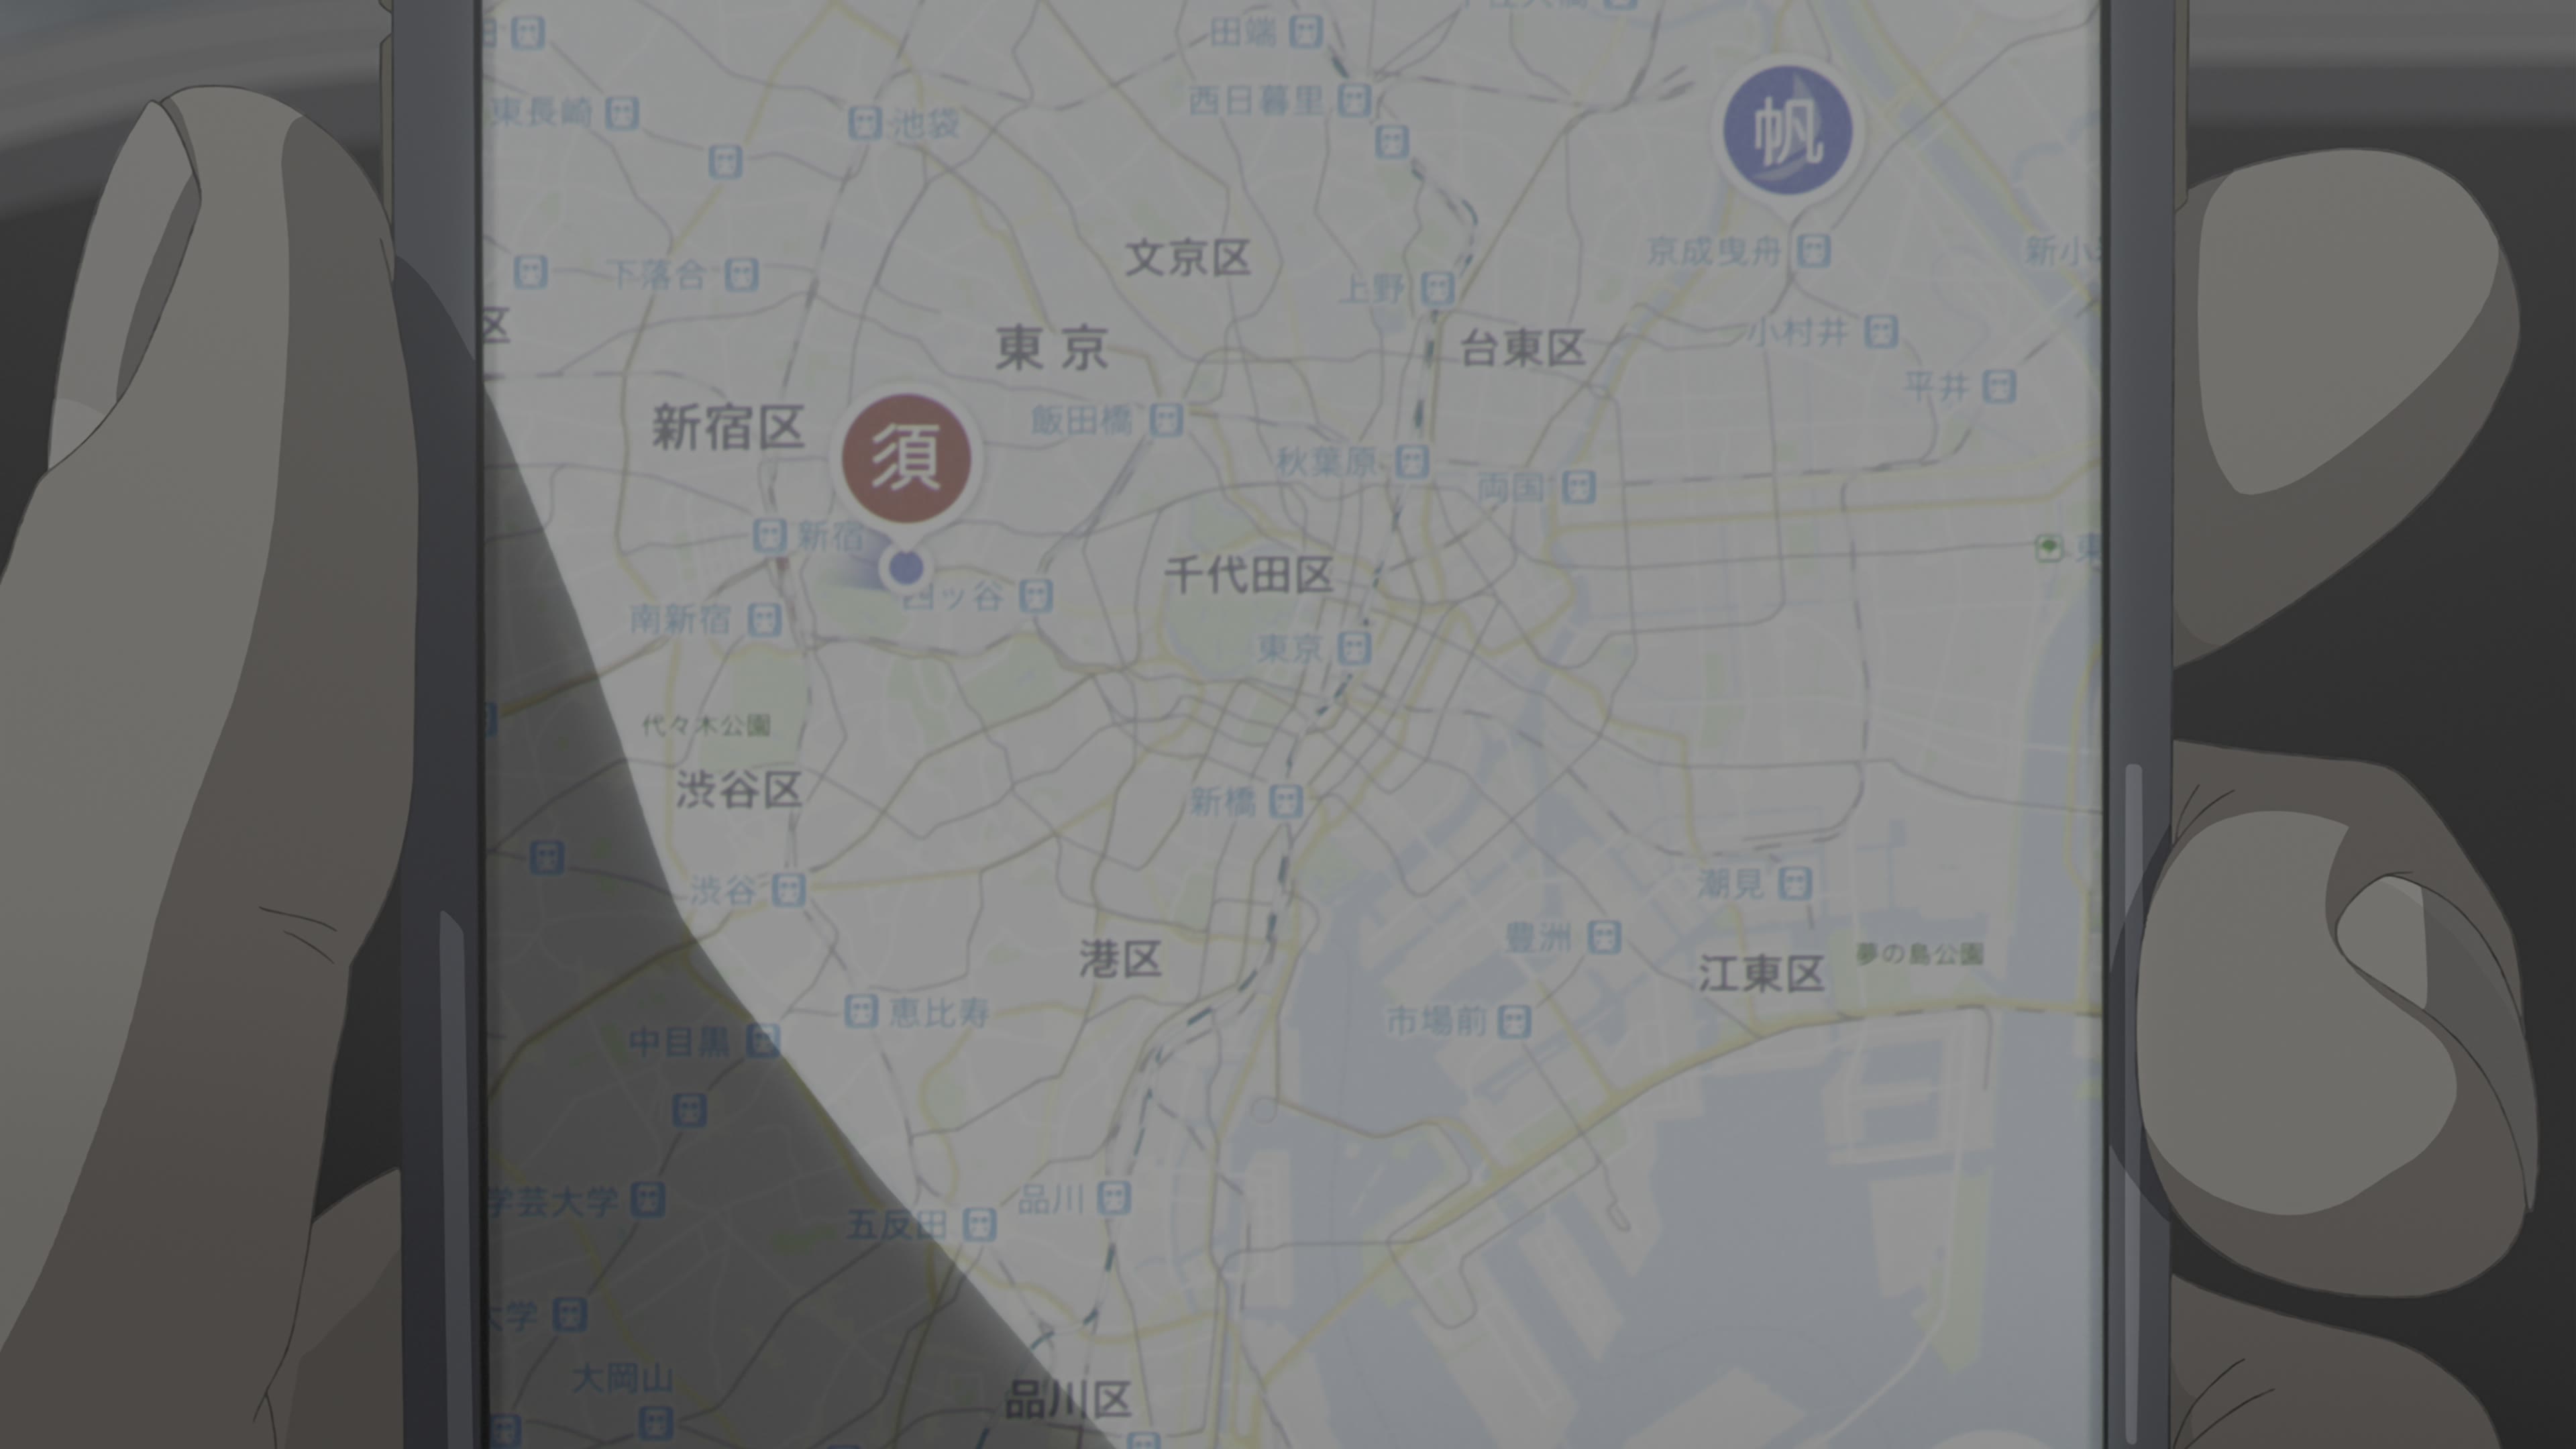 田端
西日暮里
東長崎
池袋
帆
下落合
文京区
京成曳舟
上野
区
東京
台東区
小村井
平井
新宿区
須
飯田橋
秋葉原
両国
新宿
四ッ谷
千代田区
東
南新宿
東京
代々木公園
渋谷区
新橋
渋谷
潮見
豊洲
江東区
夢の島公園
港区
恵比寿
市場前
中目黒
学芸大学
品川
五反田
大学
大岡山
品川区